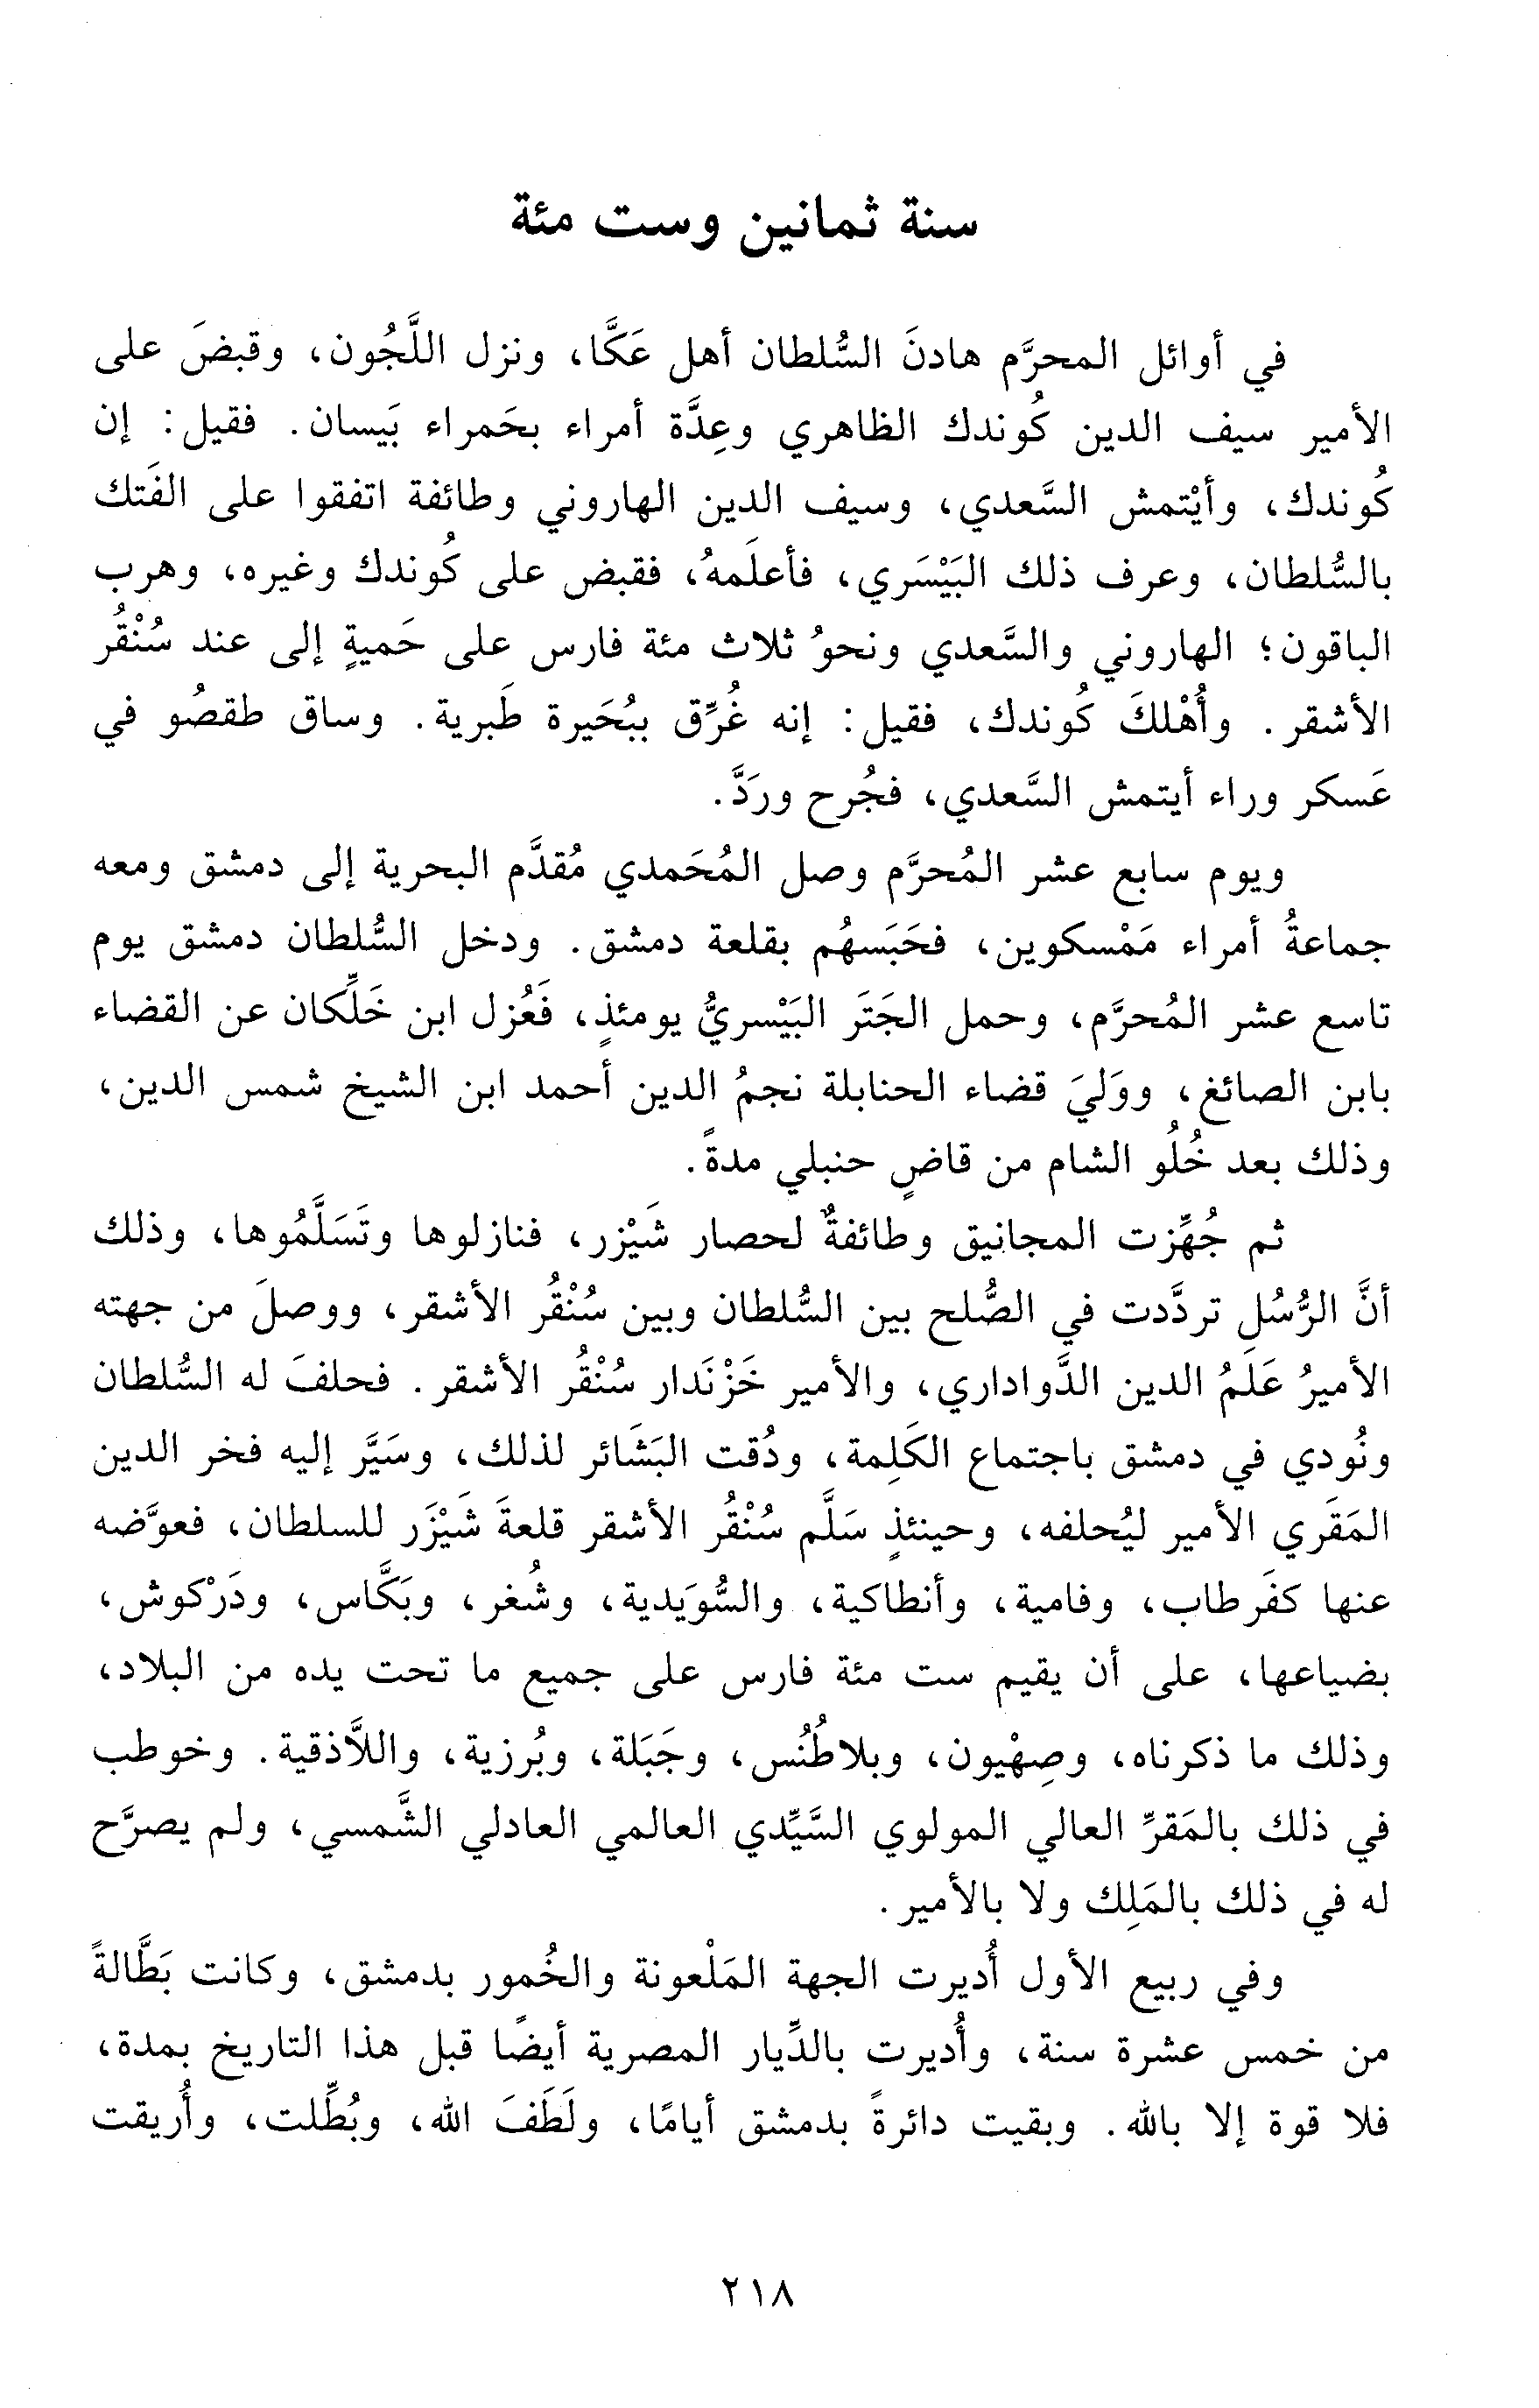 سنة ثمانين وست مئة
في أوائل المحرَّم هادنَ السُّلطان أهل عَكَّا، ونزل اللَّجُون، وقبضَ على
الأمير سيف الدين كُوندك الظاهري وعِدَّة أمراء بحَمراء بَيسان. فقيل: إن
كُوندك، وأيْتمش السَّعدي، وسيف الدين الهاروني وطائفة اتفقوا على الفَتك
بالسُّلطان، وعرف ذلك البَيْسَري، فأعلَمهُ، فقبض على كُوندك وغيره، وهرب
الباقون؛ الهاروني والسَّعدي ونحوُ ثلاث مئة فارس على حَميةٍ إلى عند سُنْقُر
الأشقر. وأُهْلكَ كُوندك، فقيل: إنه غُرِّق ببُحَيرة طَبرية. وساق طقصُو في
عَسكر وراء أيتمش السَّعدي، فجُرح وردَّ.
ويوم سابع عشر المُحرَّم وصل المُحَمدي مُقدَّم البحرية إلى دمشق ومعه
جماعةُ أمراء مَمْسكوين، فحَبَسهُم بقلعة دمشق. ودخل السُّلطان دمشق يوم
تاسع عشر المُحرَّم، وحمل الجَتَر البَيْسريُّ يومئذٍ، فَعُزل ابن خَلِّكان عن القضاء
بابن الصائغ، ووَليَ قضاء الحنابلة نجمُ الدين أحمد ابن الشيخ شمس الدين،
وذلك بعد خُلُو الشام من قاضٍ حنبلي مدةً.
ثم جُهِّزت المجانيق وطائفةٌ لحصار شَيْزر، فنازلوها وتَسَلَّمُوها، وذلك
أنَّ الرُّسُل تردَّدت في الصُّلح بين السُّلطان وبين سُنْقُر الأشقر، ووصلَ من جهته
الأميرُ عَلَمُ الدين الدَّواداري، والأمير خَزْنَدار سُنْقُر الأشقر. فحلفَ له السُّلطان
ونُودي في دمشق باجتماع الكَلِمة، ودُقت البَشَائر لذلك، وسَيَّر إليه فخر الدين
المَقَري الأمير ليُحلفه، وحينئذٍ سَلَّم سُنْقُر الأشقر قلعةَ شَيْزَر للسلطان، فعوَّضه
عنها كفَرطاب، وفامية، وأنطاكية، والسُّوَيدية، وشُغر، وبَكَّاس، ودَرْكوش،
بضياعها، على أن يقيم ست مئة فارس على جميع ما تحت يده من البلاد،
وذلك ما ذكرناه، وصِهْيون، وبلاطُنُس، وجَبَلة، وبُرزية، واللاَّذقية. وخوطب
في ذلك بالمَقرِّ العالي المولوي السَّيِّدي العالمي العادلي الشَّمسي، ولم يصرَّح
له في ذلك بالمَلِك ولا بالأمير.
وفي ربيع الأول أُديرت الجهة المَلْعونة والخُمور بدمشق، وكانت بَطَّالةً
من خمس عشرة سنة، وأُديرت بالدِّيار المصرية أيضًا قبل هذا التاريخ بمدة،
فلا قوة إلا بالله. وبقيت دائرةً بدمشق أيامًا، ولَطَفَ الله، وبُطِّلت، وأُريقت
٢١٨